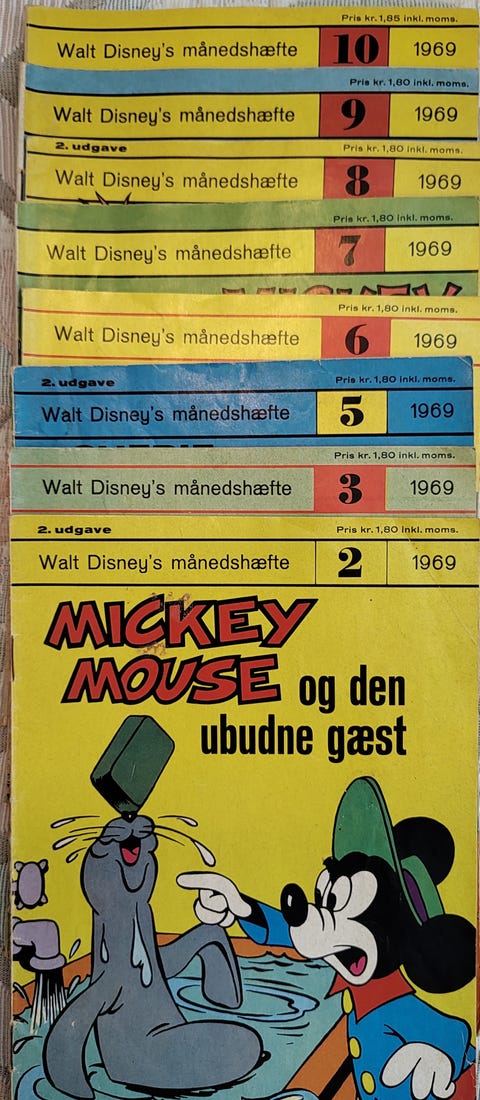 Pris kr. 1,85 inkl. moms.
Walt Disney's månedshæfte 10 1969
Pris kr. 1,80 inkl. moms.
Walt Disney's månedshæfte 9 1969
2. udgave Pris kr. 1,80 inkl. moms.
Walt Disney's månedshæfte 8 1969
Pris kr. 1,80 inkl. moms.
Walt Disney's månedshæfte 7 1969
MICKEY
Pris kr. 1,80 inkl. moms.
Walt Disney's månedshæfte 6 1969
2. udgave Pris kr. 1,80 inkl. moms.
Walt Disney's månedshæfte 5 1969
Pris kr. 1,80 inkl. moms.
Walt Disney's månedshæfte 3 1969
2. udgave Pris kr. 1,80 inkl. moms.
Walt Disney's månedshæfte 2 1969
MICKEY
MOUSE og den
ubudne gæst